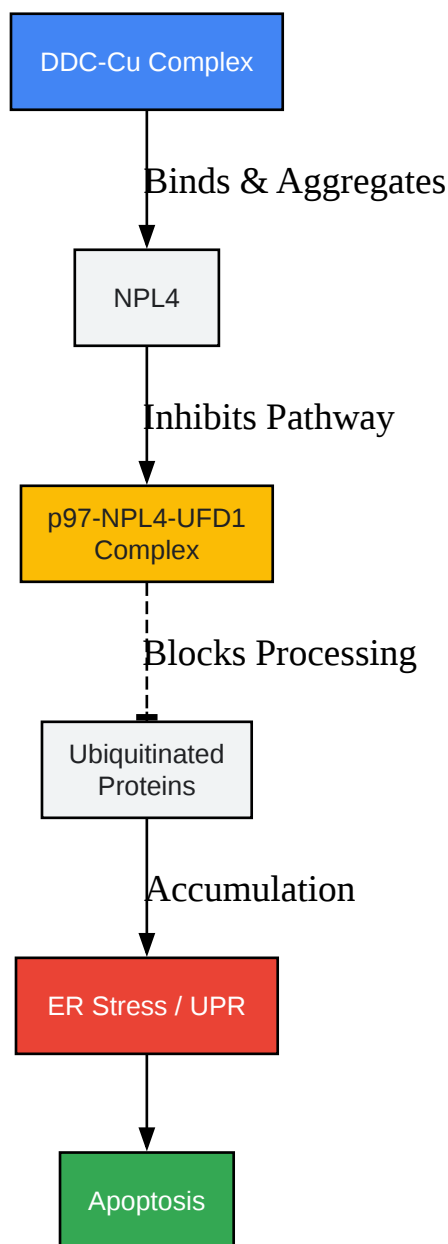 DDC-Cu Complex
Binds & Aggregates
NPL4
Inhibits Pathway
p97-NPL4-UFD1
Complex
Blocks Processing
Ubiquitinated
Proteins
Accumulation
ER Stress / UPR
Apoptosis